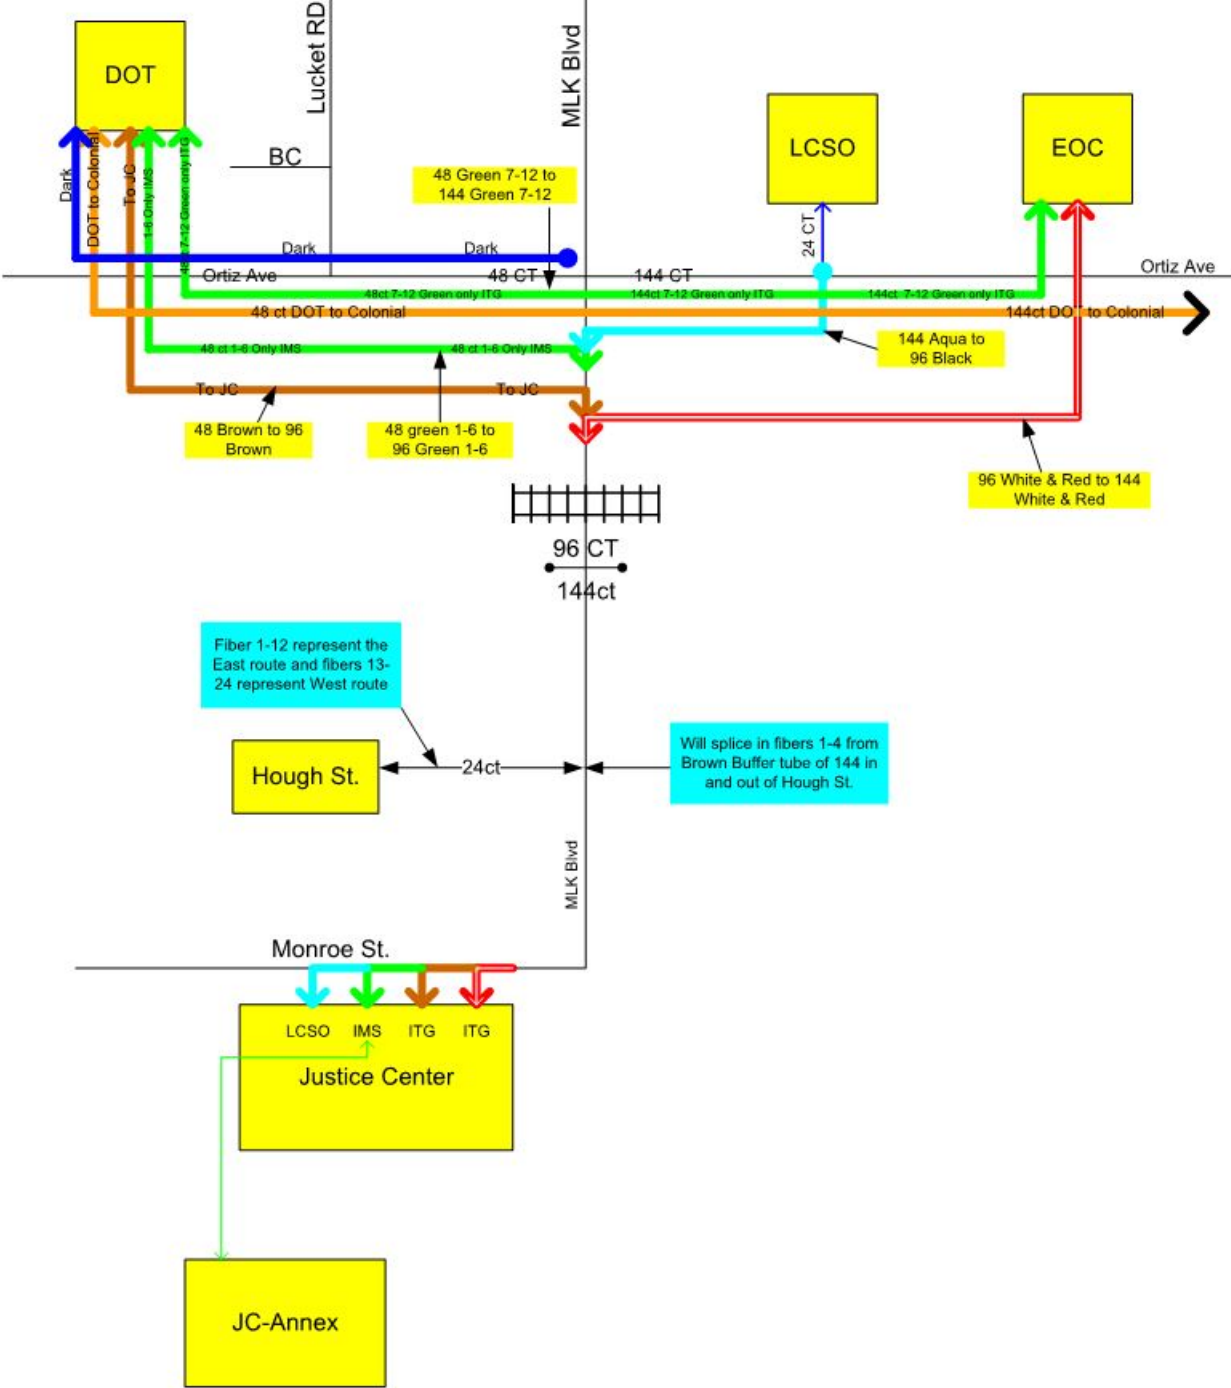 Lucket RD
MLK Blvd
DOT
LCSO
EOC
BC
48 Green 7-12 to
144 Green 7-12
Dark
DOT to Colonial
To JC
1-6 Only IMS
48ct 7-12 Green only ITG
24 CT
Dark
Dark
Ortiz Ave
48 CT
144 CT
Ortiz Ave
48ct 7-12 Green only ITG
144ct 7-12 Green only ITG
144ct 7-12 Green only ITG
48 ct DOT to Colonial
144ct DOT to Colonial
48 ct 1-6 Only IMS
48 ct 1-6 Only IMS
144 Aqua to
96 Black
To JC
To JC
48 Brown to 96
Brown
48 green 1-6 to
96 Green 1-6
96 White & Red to 144
White & Red
96 CT
144ct
Fiber 1-12 represent the
East route and fibers 13-
24 represent West route
Hough St.
24ct
Will splice in fibers 1-4 from
Brown Buffer tube of 144 in
and out of Hough St.
MLK Blvd
Monroe St.
LCSO
IMS
ITG
ITG
Justice Center
JC-Annex